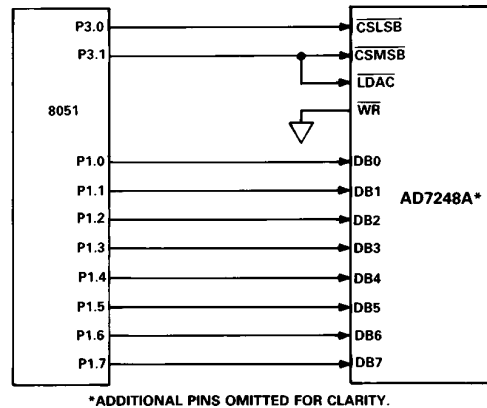 P3.0 CSLSB
P3.1 CSMSB
LDAC
8051 WR
P1.0 DB0
P1.1 DB1
AD7248A*
P1.2 DB2
P1.3 DB3
P1.4 DB4
P1.5 DB5
P1.6 DB6
P1.7 DB7
*ADDITIONAL PINS OMITTED FOR CLARITY.